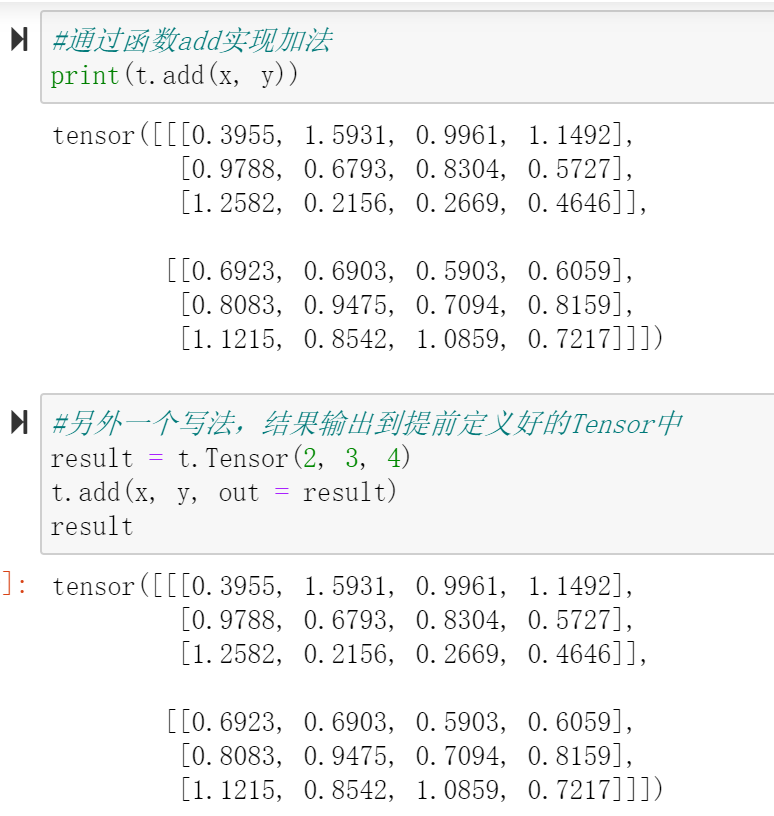 #通过函数add实现加法
print(t.add(x, y))
tensor([[[0.3955, 1.5931, 0.9961, 1.1492],
[0.9788, 0.6793, 0.8304, 0.5727],
[1.2582, 0.2156, 0.2669, 0.4646]],
[[0.6923, 0.6903, 0.5903, 0.6059],
[0.8083, 0.9475, 0.7094, 0.8159],
[1.1215, 0.8542, 1.0859, 0.7217]]])
#另外一个写法，结果输出到提前定义好的Tensor中
result = t.Tensor(2, 3, 4)
t.add(x, y, out = result)
result
]: tensor([[[0.3955, 1.5931, 0.9961, 1.1492],
[0.9788, 0.6793, 0.8304, 0.5727],
[1.2582, 0.2156, 0.2669, 0.4646]],
[[0.6923, 0.6903, 0.5903, 0.6059],
[0.8083, 0.9475, 0.7094, 0.8159],
[1.1215, 0.8542, 1.0859, 0.7217]]])